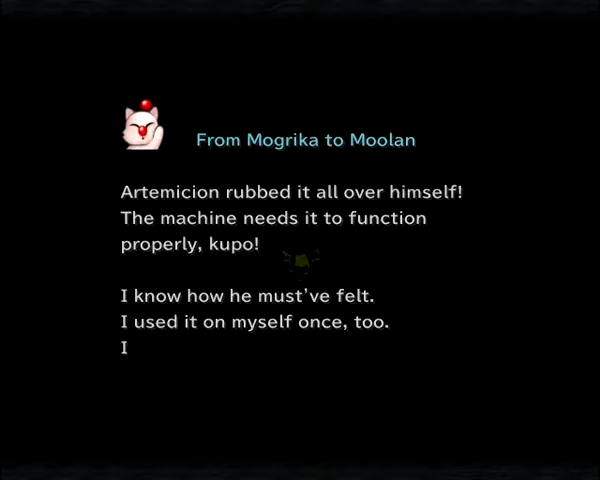 From Mogrika to Moolan
Artemicion rubbed it all over himself!
The machine needs it to function
properly, kupo!
I know how he must've felt.
I used it on myself once, too.
I